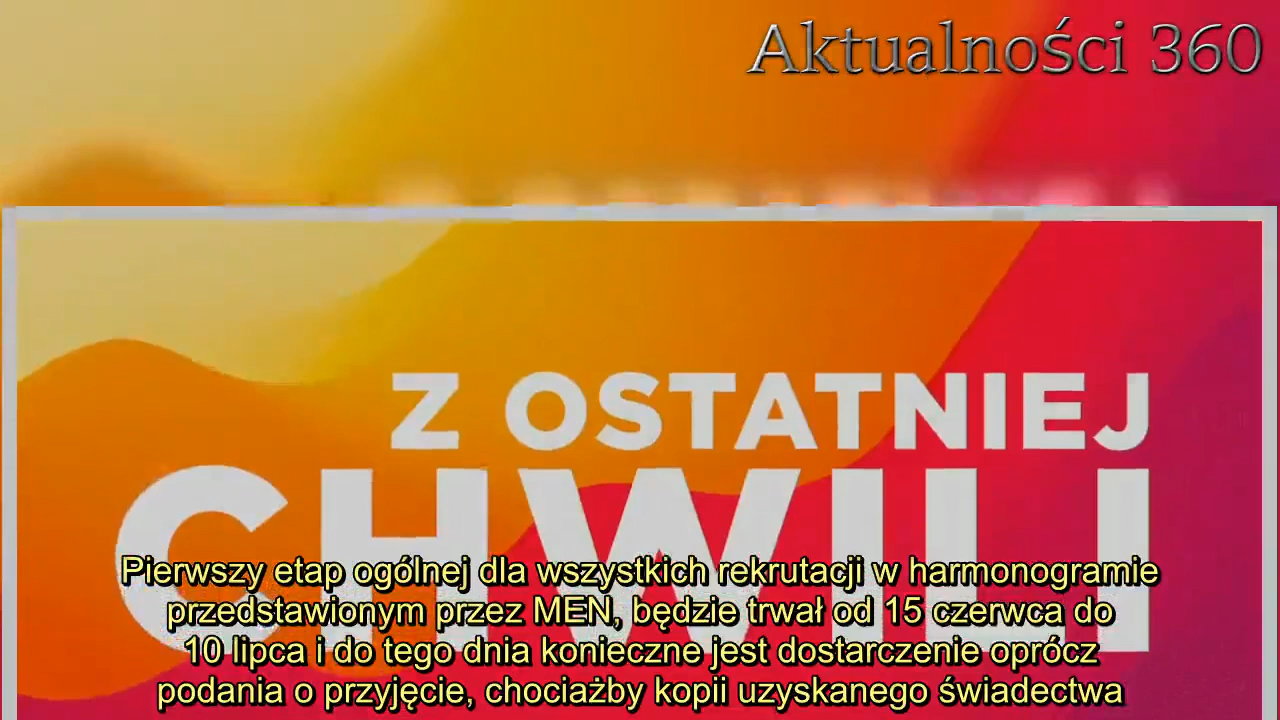 Aktualności 360
Z OSTATNIEJ
CHWILI
Pierwszy etap ogólnej dla wszystkich rekrutacji w harmonogramie
przedstawionym przez MEN, będzie trwał od 15 czerwca do
10 lipca i do tego dnia konieczne jest dostarczenie oprócz
podania o przyjęcie, chociażby kopii uzyskanego świadectwa